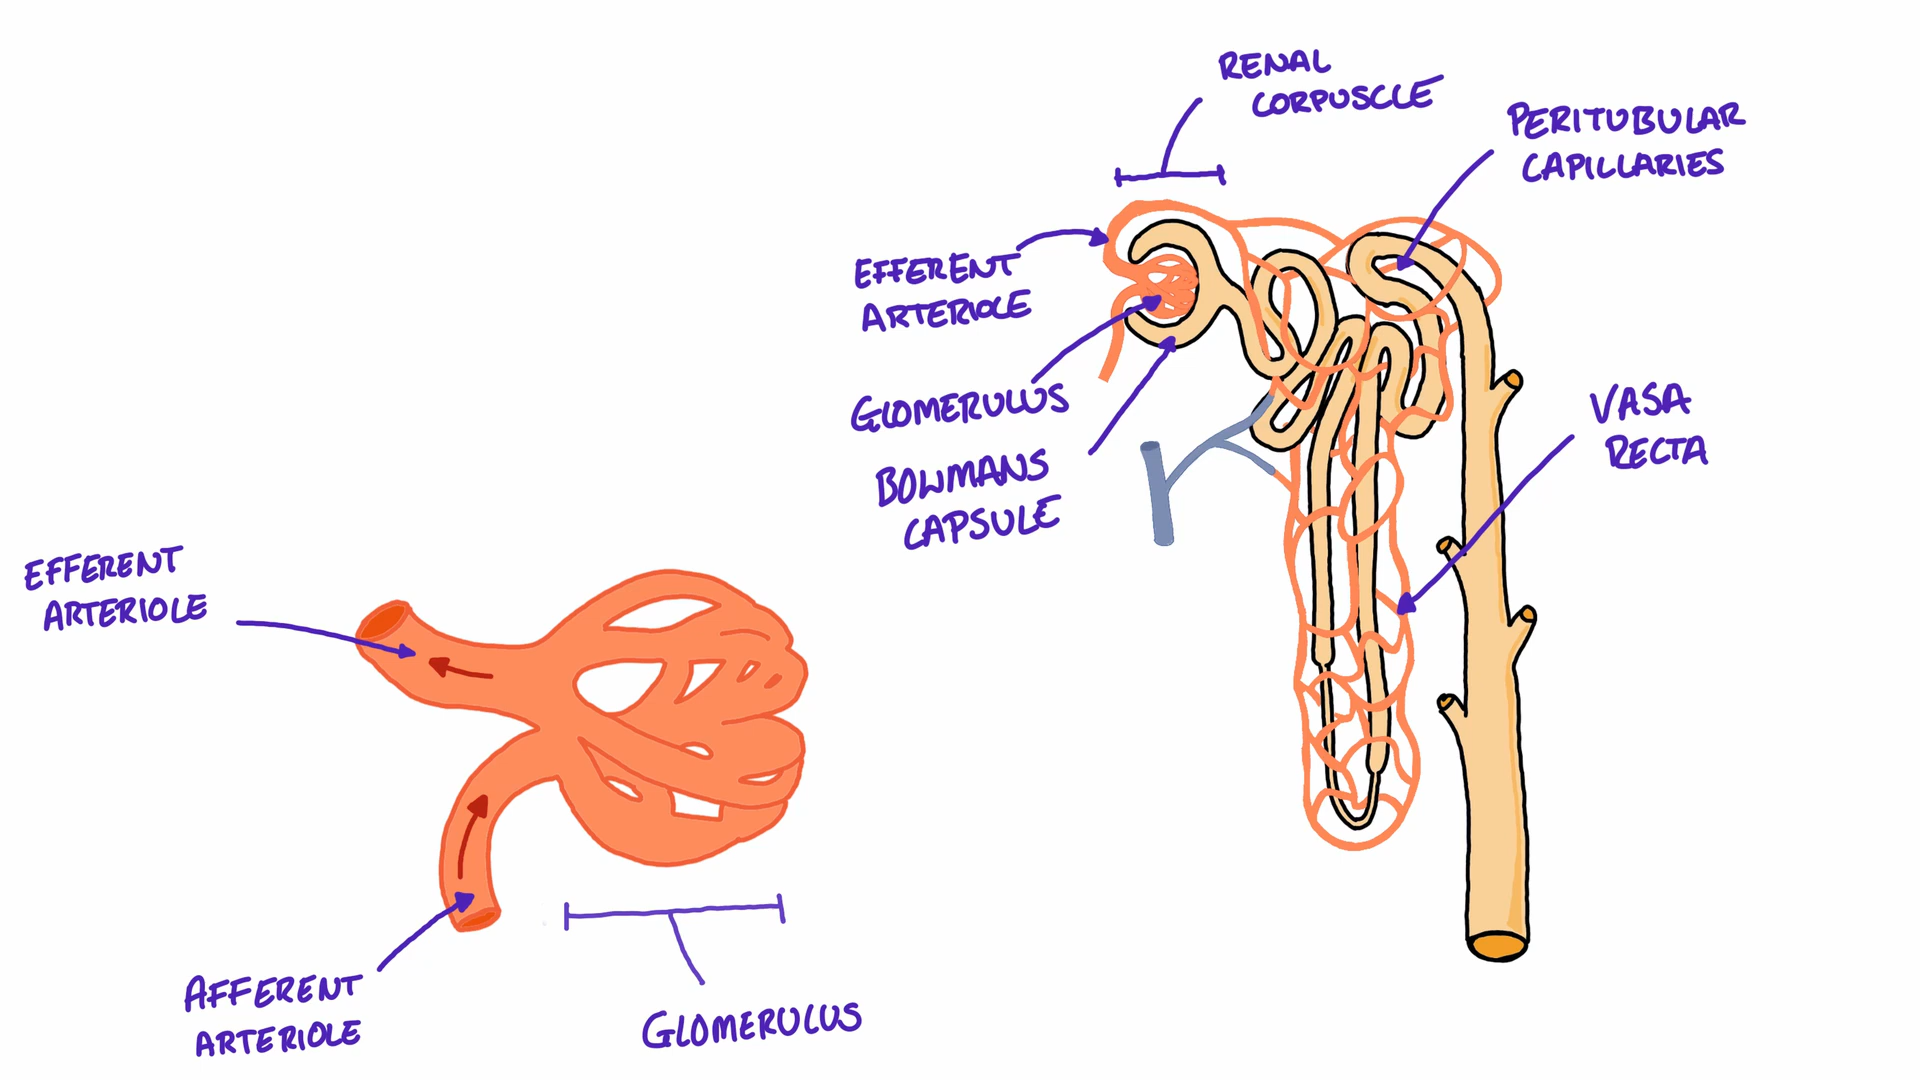 RENAL
CORPUSCLE
PERITUBULAR
CAPILLARIES
EFFERENT
ARTERIOLE
GLOMERULUS
BOWMANS
CAPSULE
VASA
RECTA
EFFERENT
ARTERIOLE
AFFERENT
ARTERIOLE
GLOMERULUS